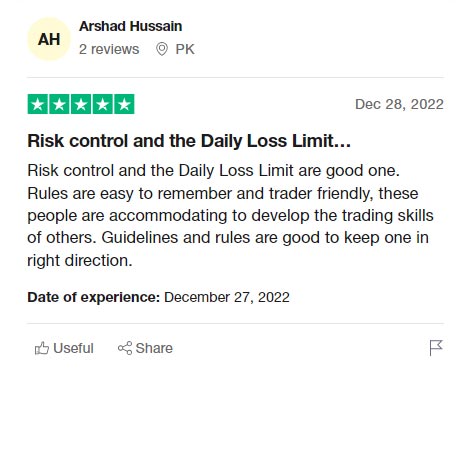 AH
Arshad Hussain
2 reviews PK
Dec 28, 2022
Risk control and the Daily Loss Limit…
Risk control and the Daily Loss Limit are good one.
Rules are easy to remember and trader friendly, these
people are accommodating to develop the trading skills
of others. Guidelines and rules are good to keep one in
right direction.
Date of experience: December 27, 2022
Useful Share